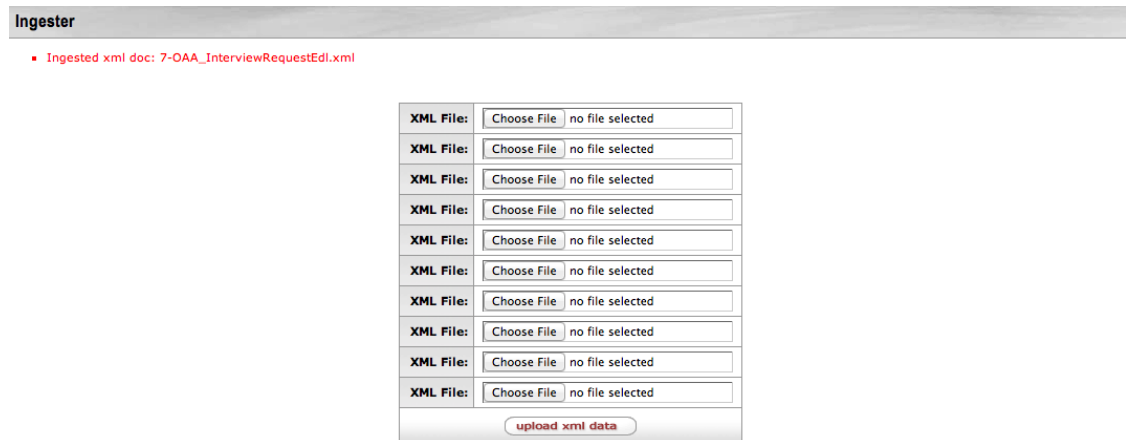 Ingester
Ingested xml doc: 7-OAA_InterviewRequestEdl.xml
XML File: Choose File no file selected
XML File: Choose File no file selected
XML File: Choose File no file selected
XML File: Choose File no file selected
XML File: Choose File no file selected
XML File: Choose File no file selected
XML File: Choose File no file selected
XML File: Choose File no file selected
XML File: Choose File no file selected
XML File: Choose File no file selected
upload xml data